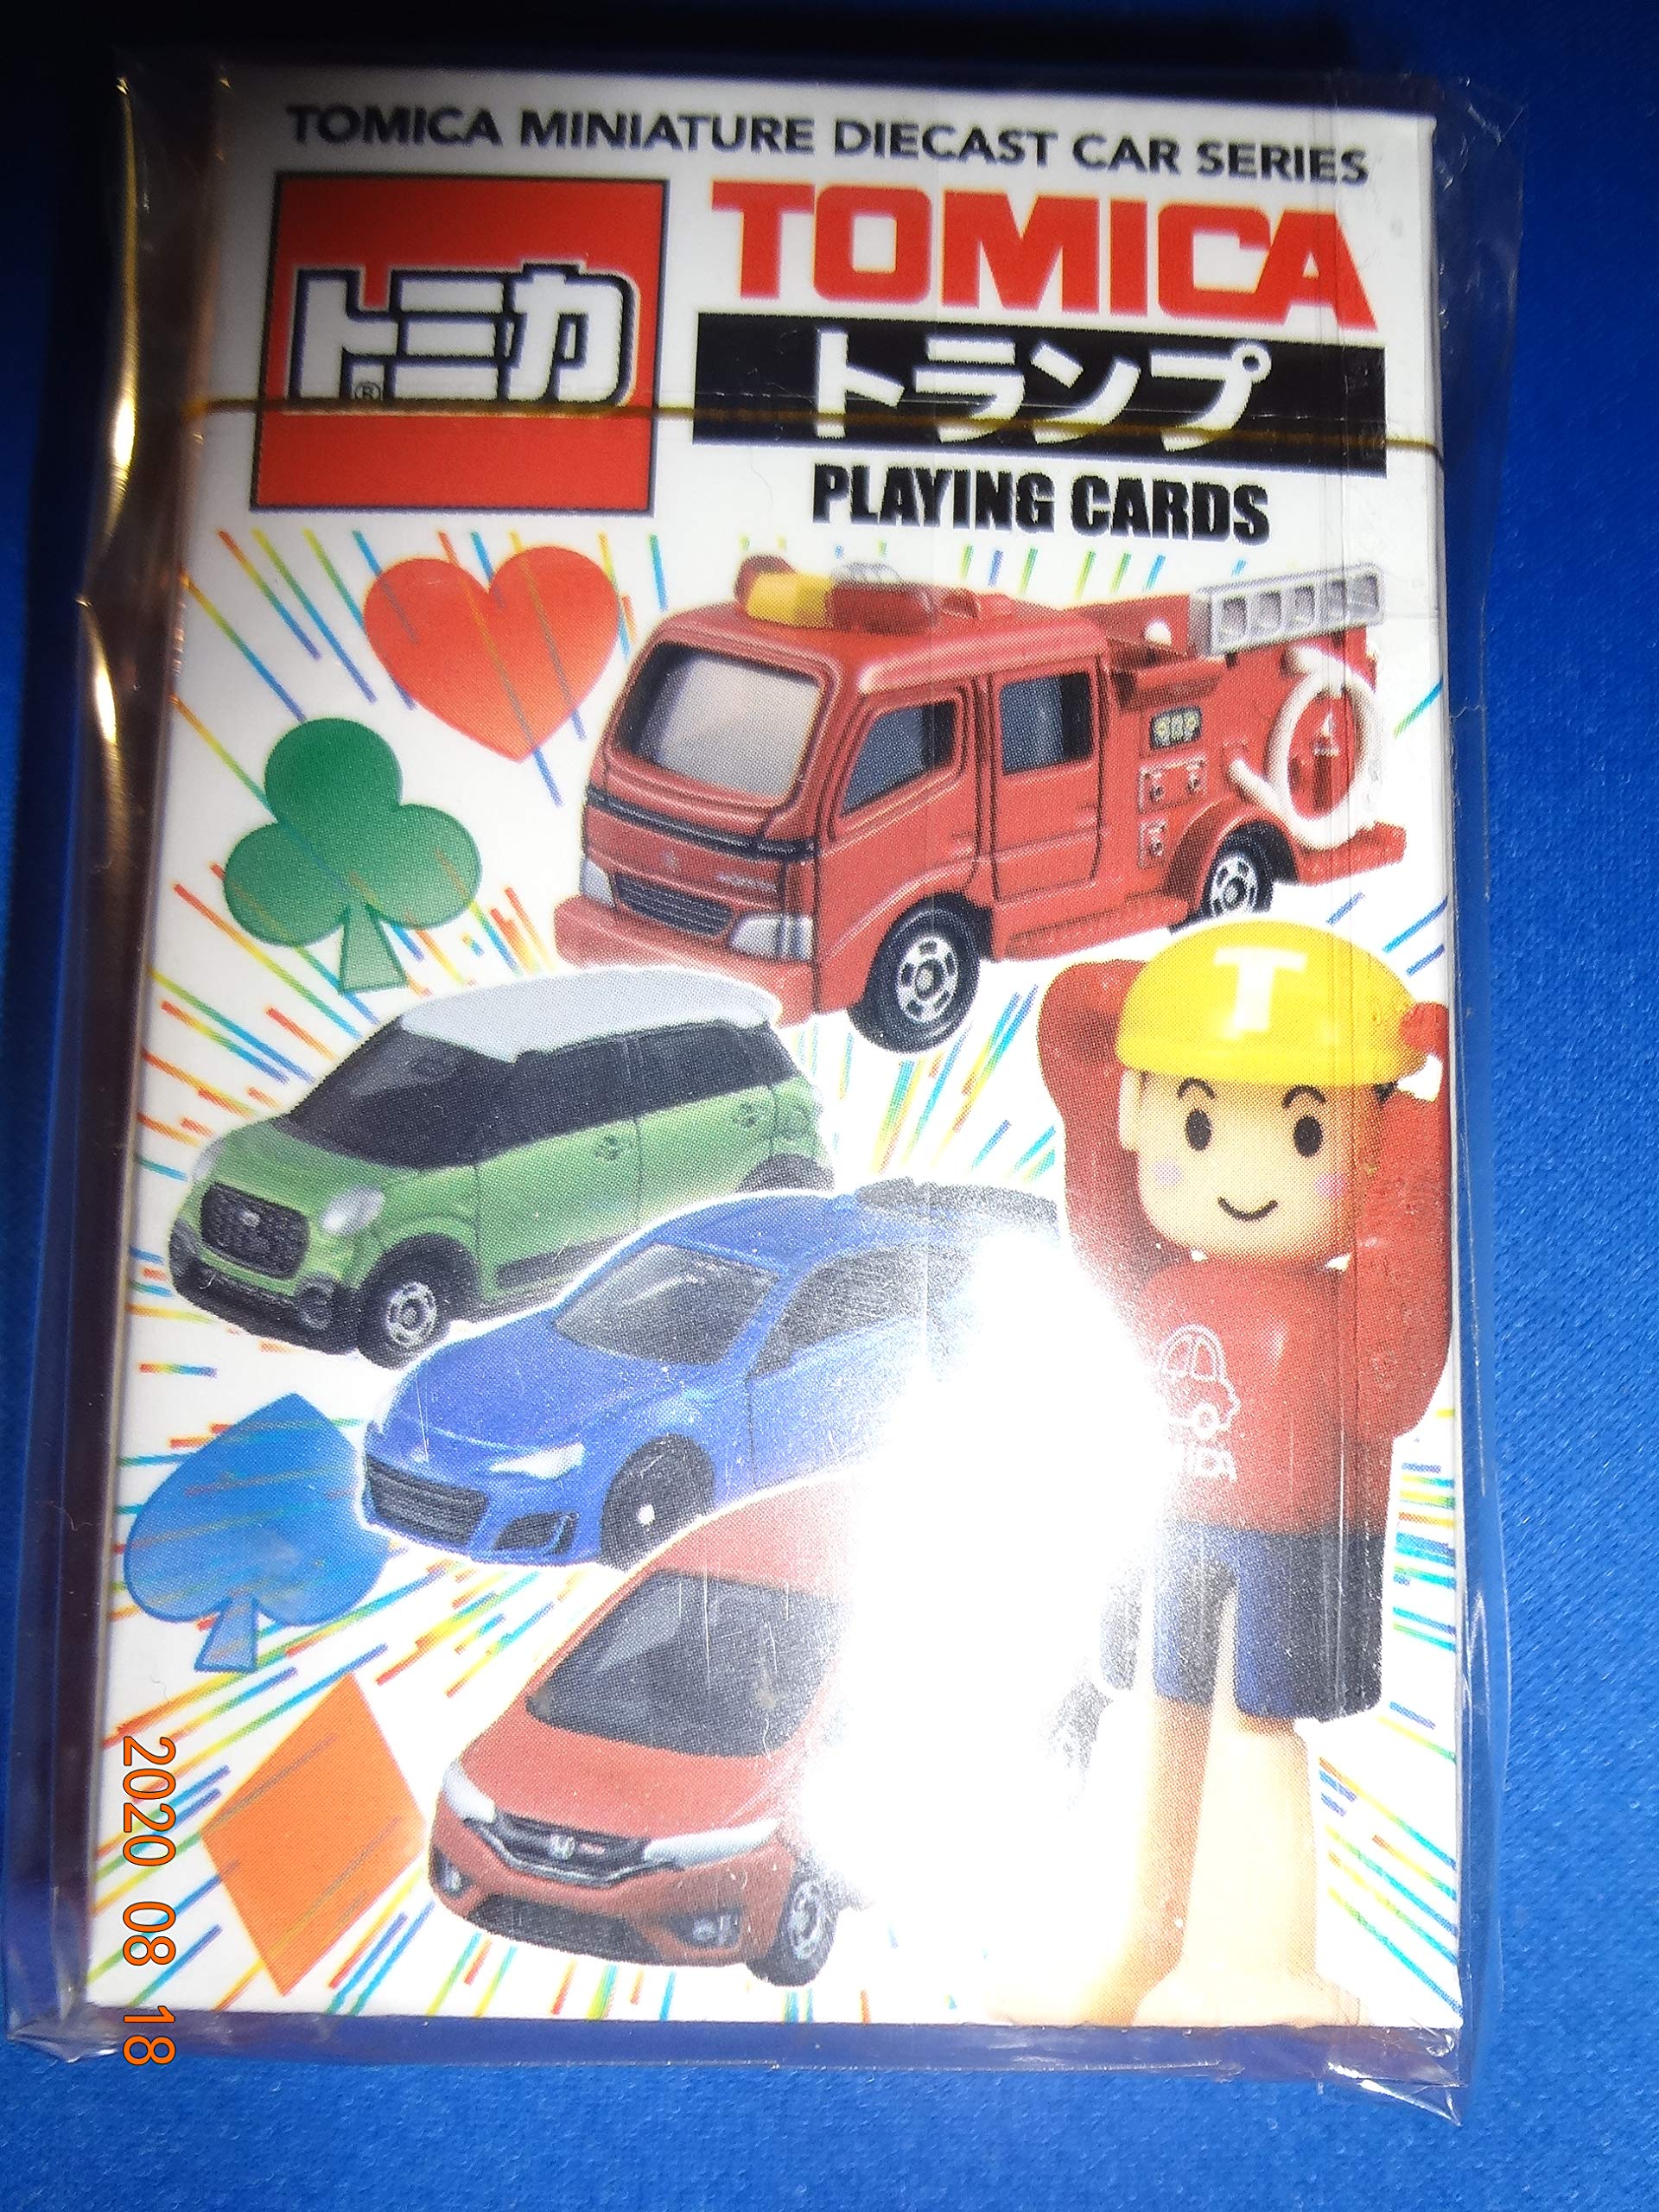 TOMICA MINIATURE DIECAST CAR SERIES
トミカ
®
TOMICA
トランプ
PLAYING CARDS
T
2020 08 18